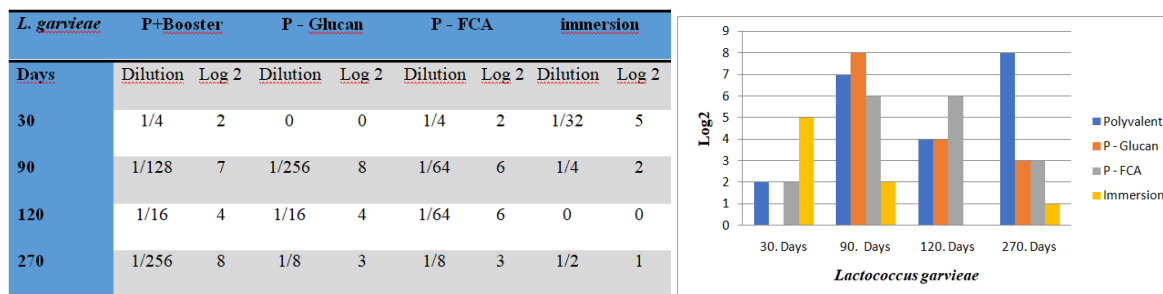 L. garvieae P+Booster P - Glucan P - FCA immersion
Days Dilution Log 2 Dilution Log 2 Dilution Log 2 Dilution Log 2
30 1/4 2 0 0 1/4 2 1/32 5
90 1/128 7 1/256 8 1/64 6 1/4 2
120 1/16 4 1/16 4 1/64 6 0 0
270 1/256 8 1/8 3 1/8 3 1/2 1
Log2
9
8
7
6
5
4
3
2
1
0
30. Days 90. Days 120. Days 270. Days
Lactococcus garvieae
Polyvalent
P - Glucan
P - FCA
Immersion